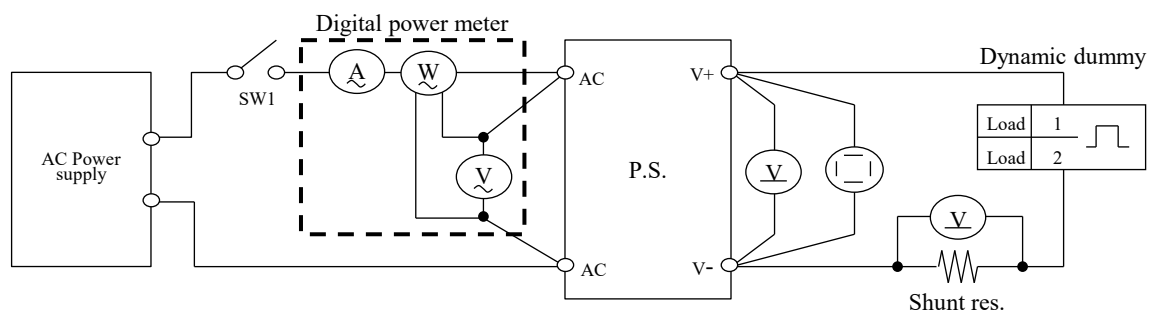 Digital power meter
A
W
SW1
V
AC Power
supply
AC
AC
P.S.
V+
V-
V
Dynamic dummy
Load 1
Load 2
V
Shunt res.